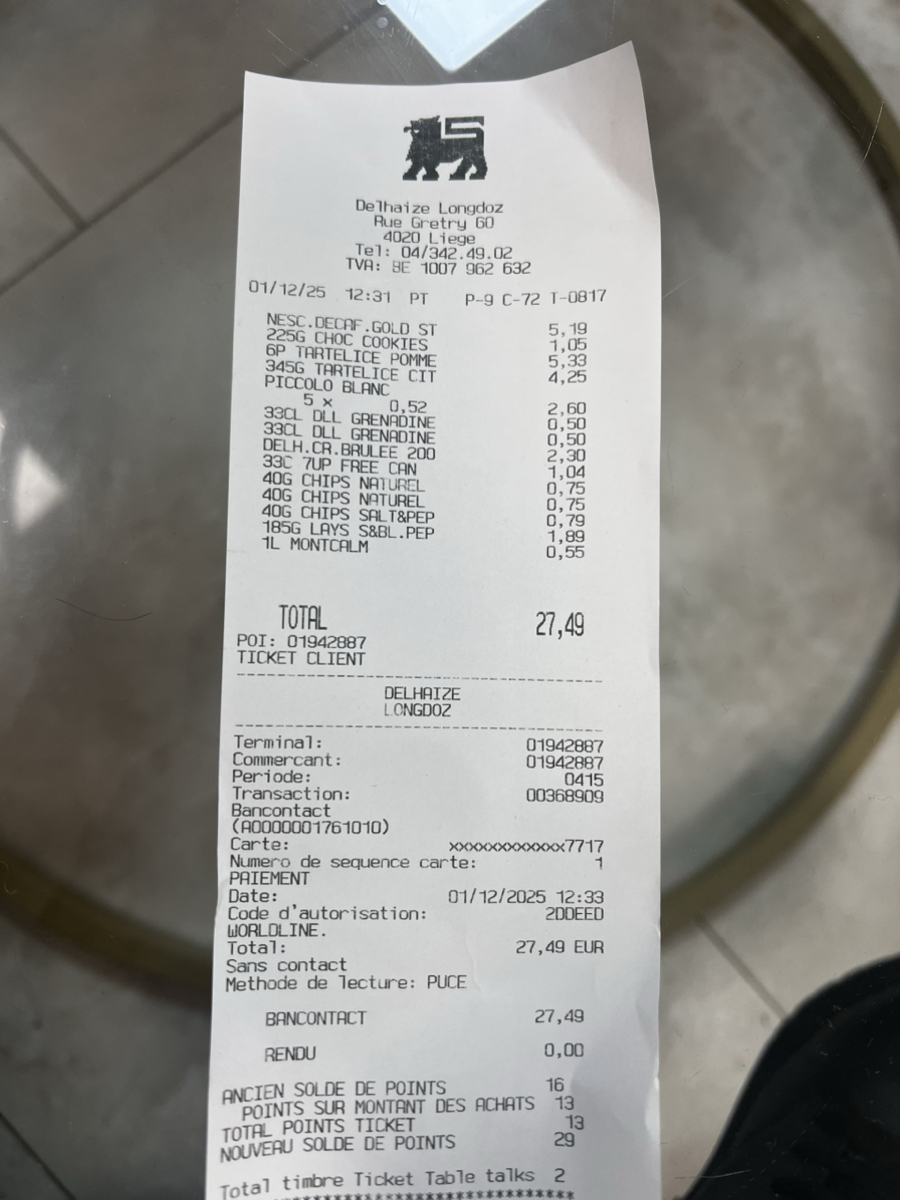 Delhaize Longdoz
Rue Gretry 60
4020 Liege
Tel: 04/342.49.02
TVA: BE 1007 962 632
01/12/25 12:31 PT P-9 C-72 T-0817
NESC.DECAF.GOLD ST 5,19
225G CHOC COOKIES 1,05
6P TARTELICE POMME 5,33
345G TARTELICE CIT 4,25
PICCOLO BLANC
5 x 0,52 2,60
33CL DLL GRENADINE 0,50
33CL DLL GRENADINE 0,50
DELH.CR.BRULEE 200 2,30
33C 7UP FREE CAN 1,04
40G CHIPS NATUREL 0,75
40G CHIPS NATUREL 0,75
40G CHIPS SALT&PEP 0,79
185G LAYS S&BL.PEP 1,89
1L MONTCALM 0,55
TOTAL 27,49
POI: 01942887
TICKET CLIENT
--------------------------------------------
DELHAIZE
LONGDOZ
--------------------------------------------
Terminal: 01942887
Commercant: 01942887
Periode: 0415
Transaction: 00368909
Bancontact
(A0000001761010)
Carte: xxxxxxxxxxxxx7717
Numero de sequence carte: 1
PAIEMENT
Date: 01/12/2025 12:33
Code d'autorisation: 2DDEED
WORLDLINE.
Total: 27,49 EUR
Sans contact
Methode de lecture: PUCE
BANCONTACT 27,49
RENDU 0,00
ANCIEN SOLDE DE POINTS 16
POINTS SUR MONTANT DES ACHATS 13
TOTAL POINTS TICKET 13
NOUVEAU SOLDE DE POINTS 29
Total timbre Ticket Table talks 2
**********************************